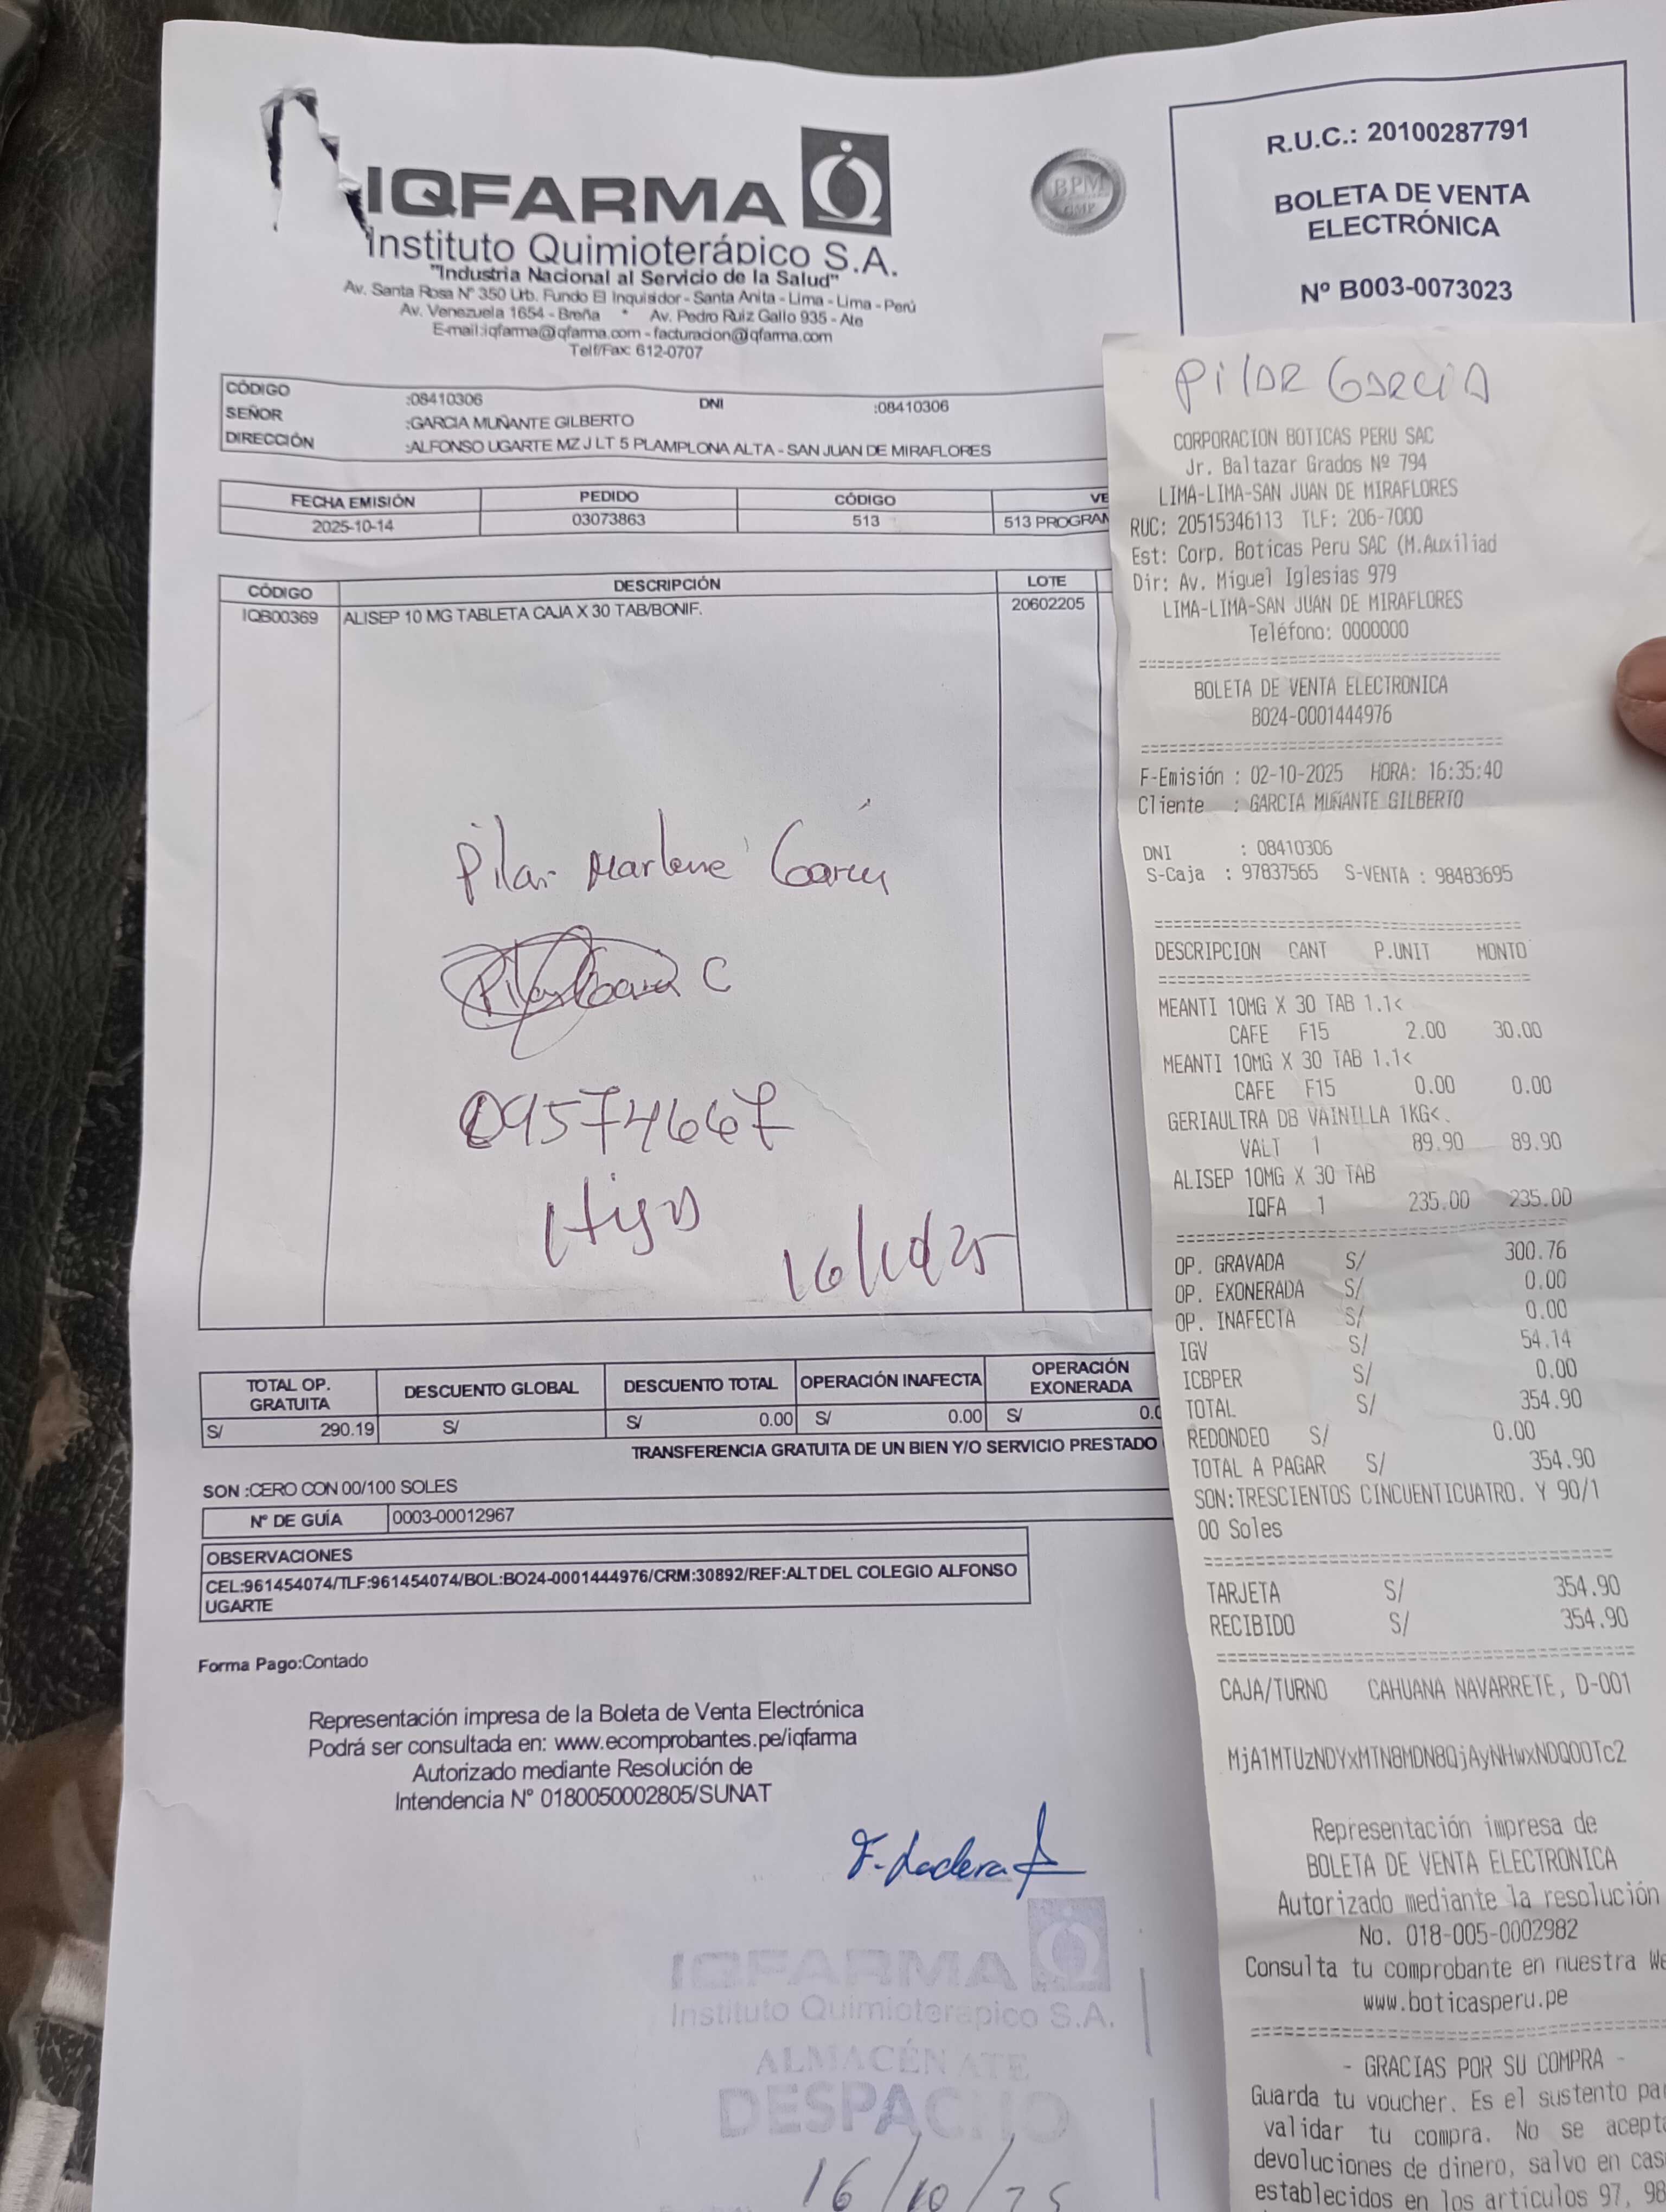 IQFARMA
Instituto Quimioterápico S.A.
"Industria Nacional al Servicio de la Salud"
Av. Santa Rosa N° 350 Urb. Fundo El Inquisidor - Santa Anita - Lima - Lima - Perú
Av. Venezuela 1654 - Breña * Av. Pedro Ruiz Gallo 935 - Ate
E-mail:iqfarma@iqfarma.com - facturacion@iqfarma.com
Telf/Fax: 612-0707
BPM
GMP
R.U.C.: 20100287791
BOLETA DE VENTA
ELECTRÓNICA
Nº B003-0073023
CÓDIGO :08410306 DNI :08410306
SEÑOR :GARCIA MUÑANTE GILBERTO
DIRECCIÓN :ALFONSO UGARTE MZ J LT 5 PLAMPLONA ALTA - SAN JUAN DE MIRAFLORES
FECHA EMISIÓN PEDIDO CÓDIGO VE
2025-10-14 03073863 513 513 PROGRAM
CÓDIGO DESCRIPCIÓN LOTE
IQB00369 ALISEP 10 MG TABLETA CAJA X 30 TAB/BONIF. 20602205
Pilar Marlene Garcia
Pilar Garcia C
09574667
Hija
16/10/25
TOTAL OP. GRATUITA DESCUENTO GLOBAL DESCUENTO TOTAL OPERACIÓN INAFECTA OPERACIÓN EXONERADA
S/ 290.19 S/ S/ 0.00 S/ 0.00 S/ 0.0
TRANSFERENCIA GRATUITA DE UN BIEN Y/O SERVICIO PRESTADO
SON :CERO CON 00/100 SOLES
Nº DE GUÍA 0003-00012967
OBSERVACIONES
CEL:961454074/TLF:961454074/BOL:BO24-0001444976/CRM:30892/REF:ALT DEL COLEGIO ALFONSO
UGARTE
Forma Pago:Contado
Representación impresa de la Boleta de Venta Electrónica
Podrá ser consultada en: www.ecomprobantes.pe/iqfarma
Autorizado mediante Resolución de
Intendencia N° 0180050002805/SUNAT
IQFARMA
Instituto Quimioterapico S.A.
ALMACÉN ATE
DESPACHO
16/10/25
PilAR GARCIA
CORPORACION BOTICAS PERU SAC
Jr. Baltazar Grados Nº 794
LIMA-LIMA-SAN JUAN DE MIRAFLORES
RUC: 20515346113 TLF: 206-7000
Est: Corp. Boticas Peru SAC (M.Auxiliad
Dir: Av. Miguel Iglesias 979
LIMA-LIMA-SAN JUAN DE MIRAFLORES
Teléfono: 0000000
BOLETA DE VENTA ELECTRONICA
B024-0001444976
F-Emisión : 02-10-2025 HORA: 16:35:40
Cliente : GARCIA MUÑANTE GILBERTO
DNI : 08410306
S-Caja : 97837565 S-VENTA : 98483695
DESCRIPCION CANT P.UNIT MONTO
MEANTI 10MG X 30 TAB 1.1<
CAFE F15 2.00 30.00
MEANTI 10MG X 30 TAB 1.1<
CAFE F15 0.00 0.00
GERIAULTRA DB VAINILLA 1KG<.
VALT 1 89.90 89.90
ALISEP 10MG X 30 TAB
IQFA 1 235.00 235.00
OP. GRAVADA S/ 300.76
OP. EXONERADA S/ 0.00
OP. INAFECTA S/ 0.00
IGV S/ 54.14
ICBPER S/ 0.00
TOTAL S/ 354.90
REDONDEO S/ 0.00
TOTAL A PAGAR S/ 354.90
SON:TRESCIENTOS CINCUENTICUATRO. Y 90/1
00 Soles
TARJETA S/ 354.90
RECIBIDO S/ 354.90
CAJA/TURNO CAHUANA NAVARRETE, D-001
MjA1MTUzNDYxMTN8MDN8QjAyNHwxNDQ0OTc2
Representación impresa de
BOLETA DE VENTA ELECTRONICA
Autorizado mediante la resolución
No. 018-005-0002982
Consulta tu comprobante en nuestra We
www.boticasperu.pe
- GRACIAS POR SU COMPRA -
Guarda tu voucher. Es el sustento par
validar tu compra. No se acepta
devoluciones de dinero, salvo en cas
establecidos en los artículos 97, 98